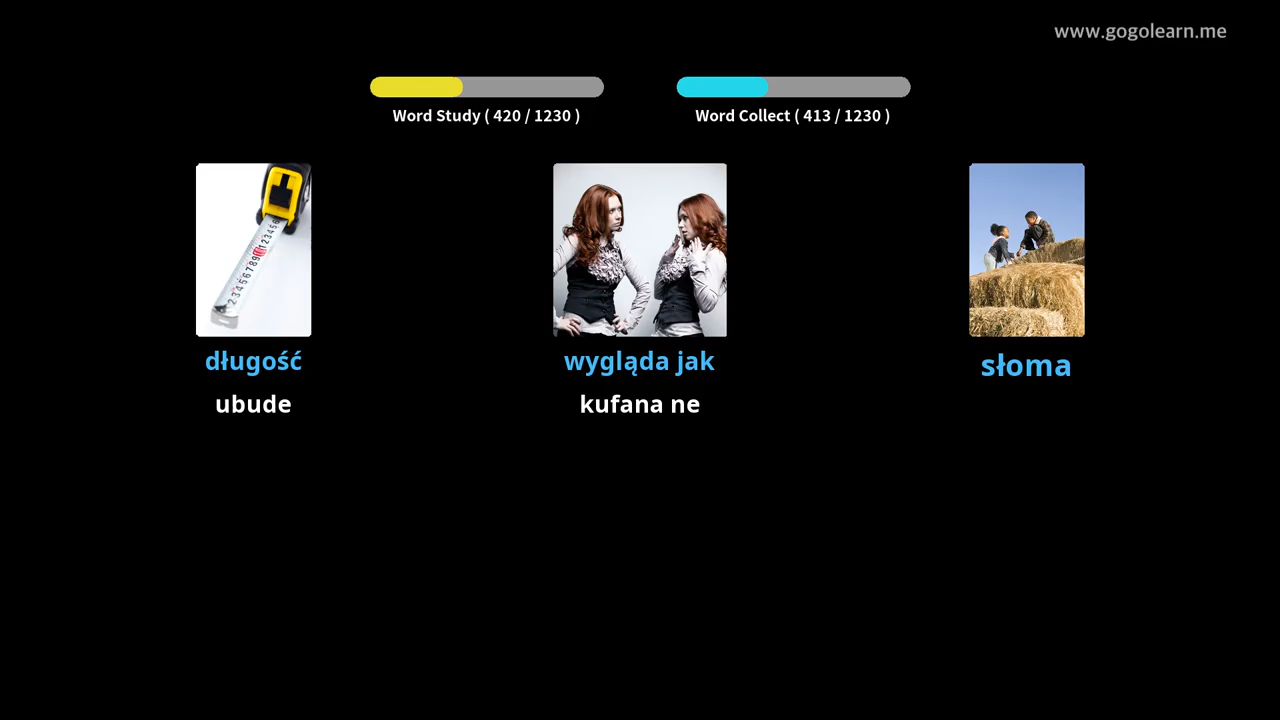 www.gogolearn.me
Word Study ( 420 / 1230 )
Word Collect ( 413 / 1230 )
długość
wygląda jak
słoma
ubude
kufana ne